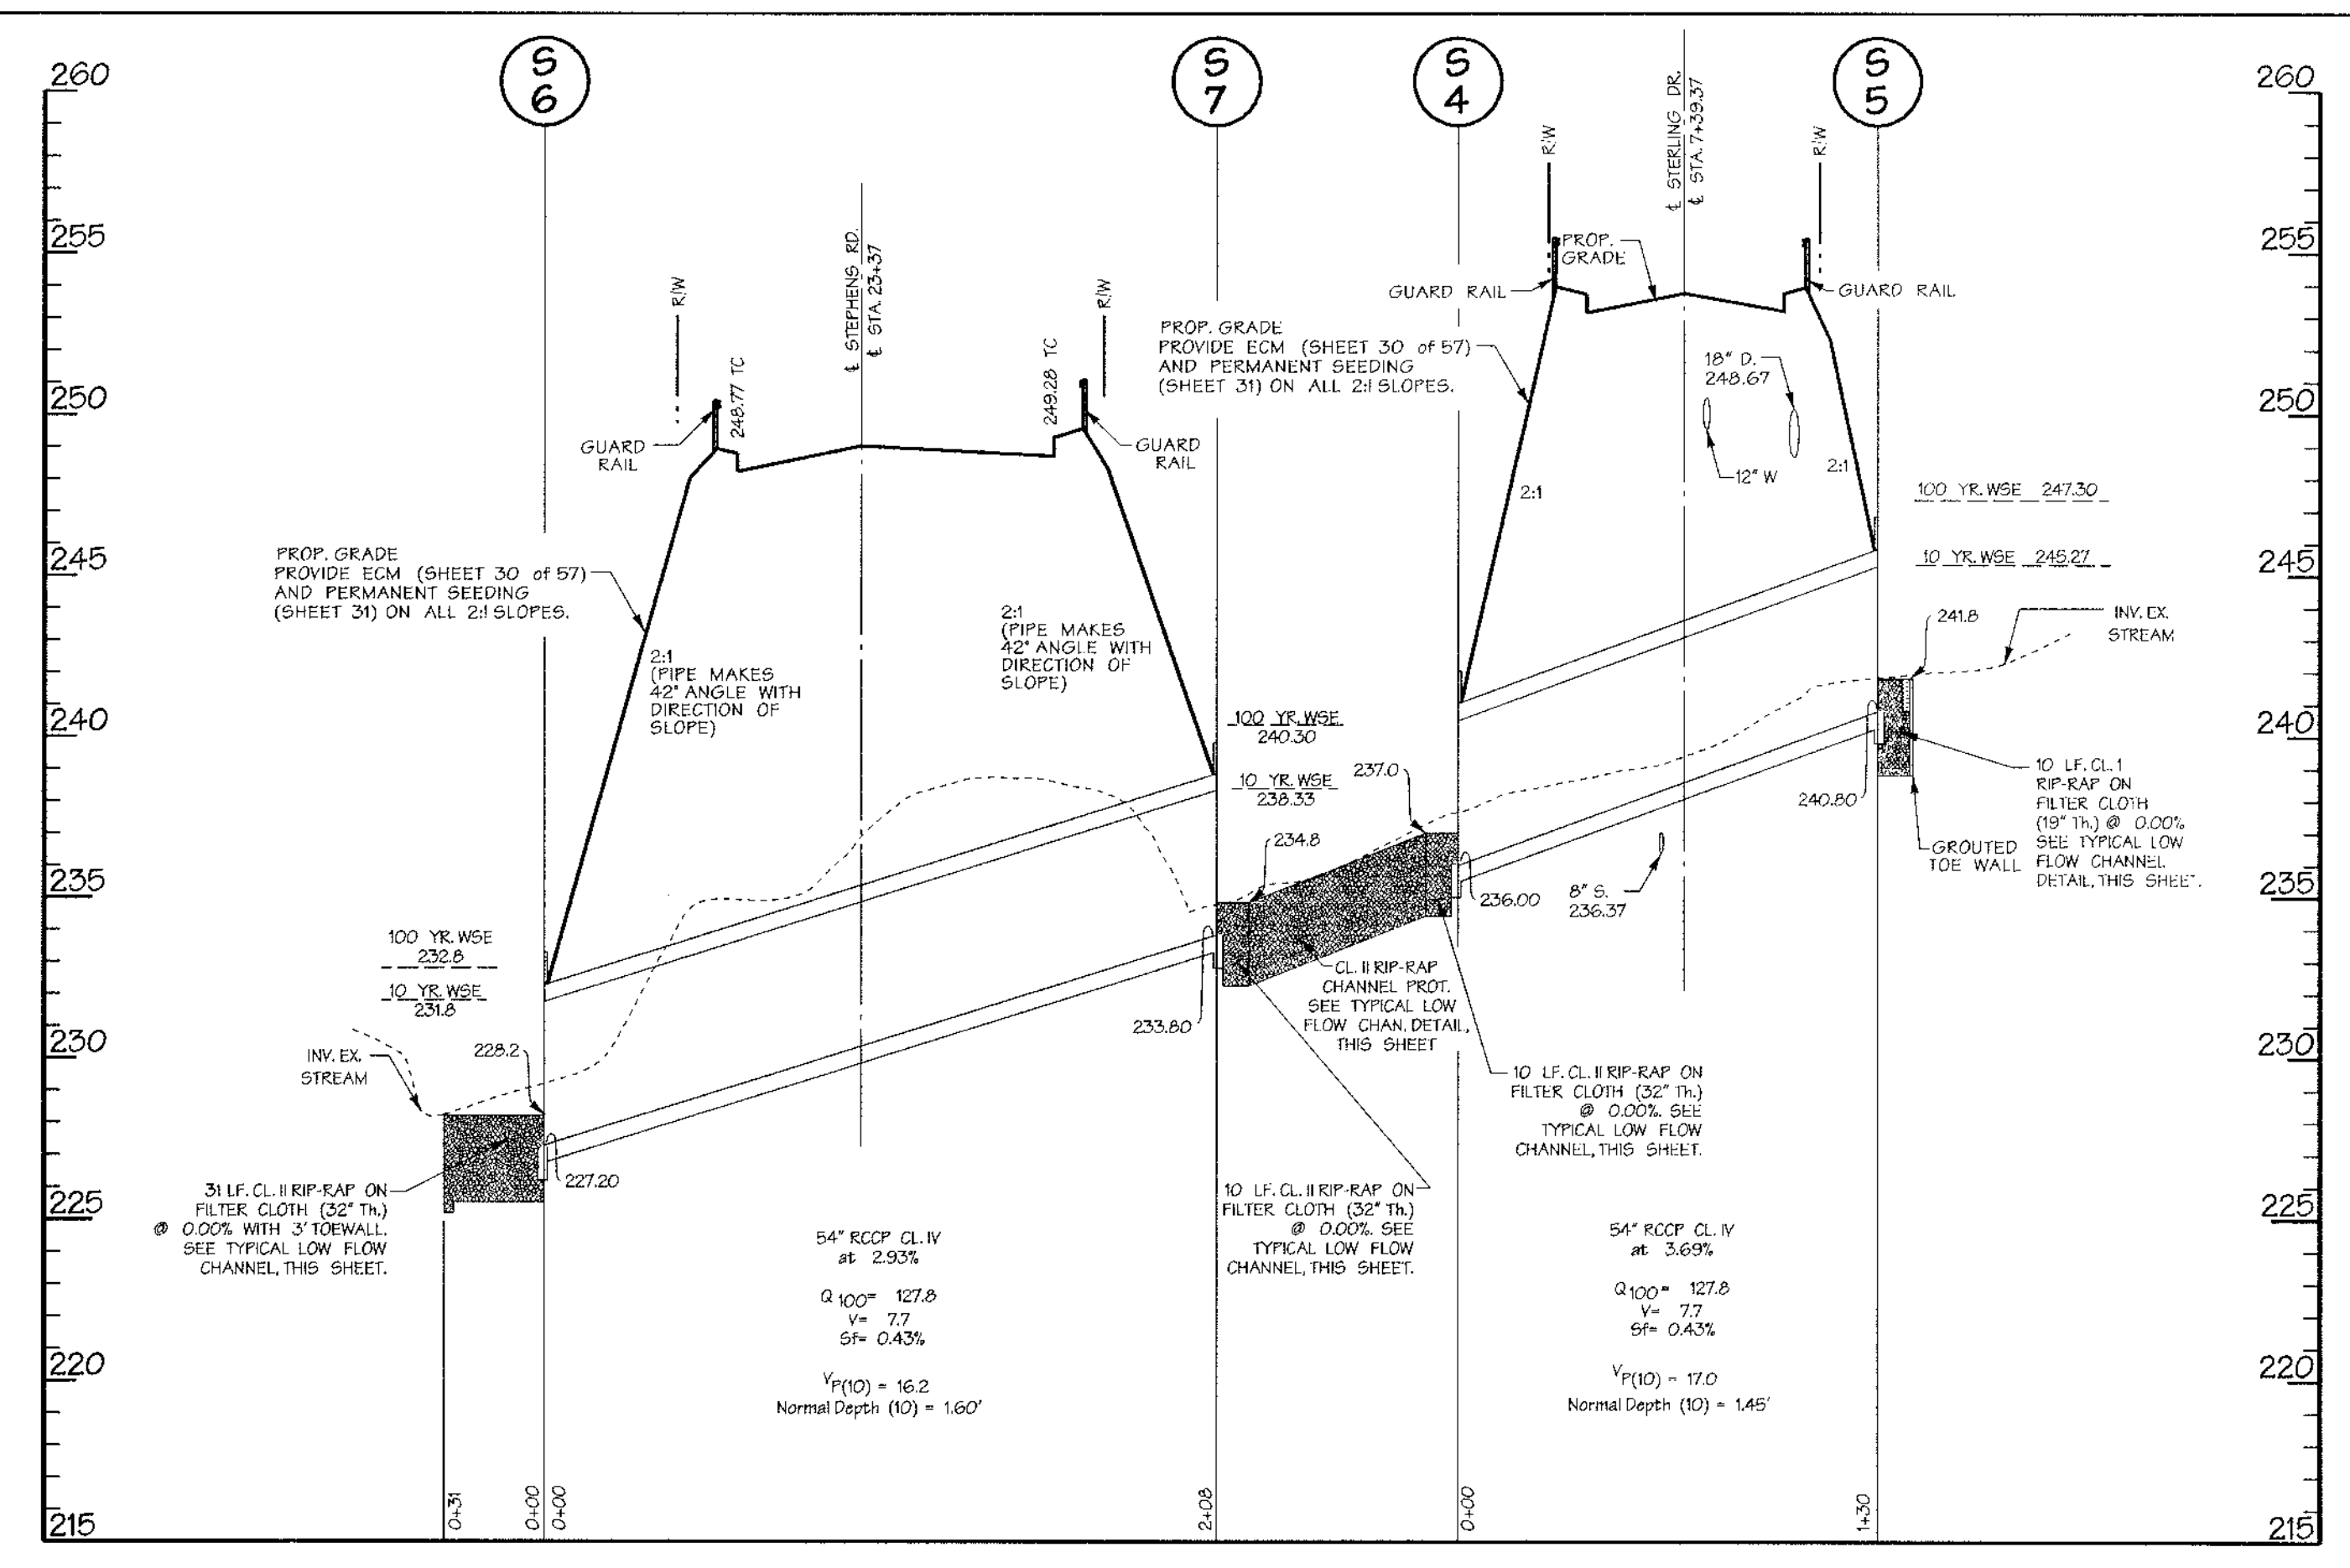 S
6
S
7
S
4
S
5
260
255
250
245
240
235
230
225
220
215
260
255
250
245
240
235
230
225
220
215
R/W
248.77 TC
℄ STEPHENS RD.
℄ STA. 23+37
249.28 TC
R/W
GUARD
RAIL
GUARD
RAIL
PROP. GRADE
PROVIDE ECM (SHEET 30 of 57)
AND PERMANENT SEEDING
(SHEET 31) ON ALL 2:1 SLOPES.
2:1
(PIPE MAKES
42° ANGLE WITH
DIRECTION OF
SLOPE)
2:1
(PIPE MAKES
42° ANGLE WITH
DIRECTION OF
SLOPE)
100 YR. WSE
232.8
10 YR. WSE
231.8
INV. EX.
STREAM
228.2
227.20
31 LF. CL. II RIP-RAP ON
FILTER CLOTH (32" Th.)
@ 0.00% WITH 3' TOEWALL.
SEE TYPICAL LOW FLOW
CHANNEL, THIS SHEET.
54" RCCP CL. IV
at 2.93%
Q100= 127.8
V= 7.7
Sf= 0.43%
VP(10) = 16.2
Normal Depth (10) = 1.60'
0+31
0+00
0+00
2+08
R/W
℄ STERLING DR.
℄ STA. 7+39.37
R/W
PROP.
GRADE
GUARD RAIL
GUARD RAIL
PROP. GRADE
PROVIDE ECM (SHEET 30 of 57)
AND PERMANENT SEEDING
(SHEET 31) ON ALL 2:1 SLOPES.
18" D.
248.67
12" W
2:1
2:1
100 YR. WSE 247.30
10 YR. WSE 245.27
241.8
INV. EX.
STREAM
100 YR. WSE
240.30
10 YR. WSE
238.33
237.0
234.8
233.80
236.00
240.80
8" S.
236.37
CL. II RIP-RAP
CHANNEL PROT.
SEE TYPICAL LOW
FLOW CHAN. DETAIL,
THIS SHEET
10 LF. CL. II RIP-RAP ON
FILTER CLOTH (32" Th.)
@ 0.00%. SEE
TYPICAL LOW FLOW
CHANNEL, THIS SHEET.
10 LF. CL. II RIP-RAP ON
FILTER CLOTH (32" Th.)
@ 0.00%. SEE
TYPICAL LOW FLOW
CHANNEL, THIS SHEET.
10 LF. CL. I
RIP-RAP ON
FILTER CLOTH
(19" Th.) @ 0.00%
SEE TYPICAL LOW
FLOW CHANNEL
DETAIL, THIS SHEET.
GROUTED
TOE WALL
54" RCCP CL. IV
at 3.69%
Q100= 127.8
V= 7.7
Sf= 0.43%
VP(10) = 17.0
Normal Depth (10) = 1.45'
0+00
1+30